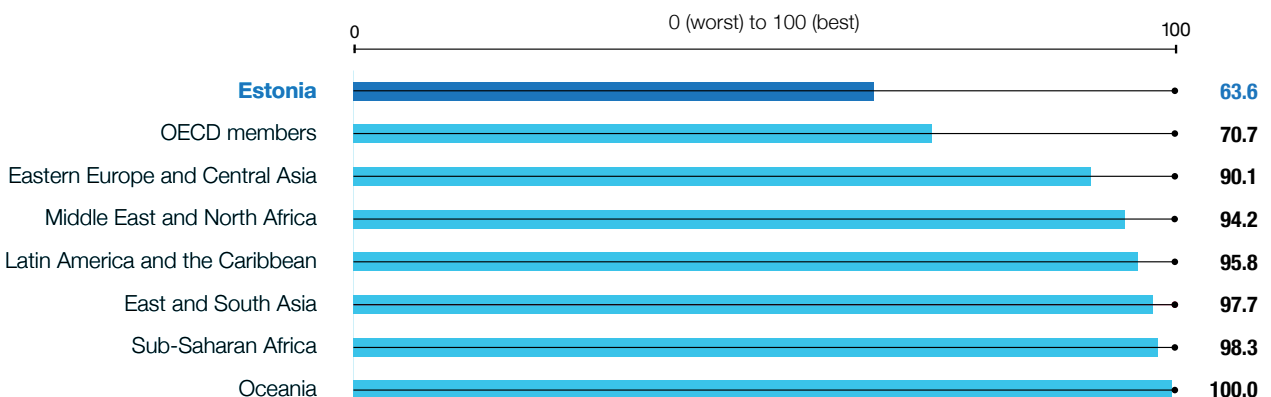 0 (worst) to 100 (best)
0 100
Estonia 63.6
OECD members 70.7
Eastern Europe and Central Asia 90.1
Middle East and North Africa 94.2
Latin America and the Caribbean 95.8
East and South Asia 97.7
Sub-Saharan Africa 98.3
Oceania 100.0